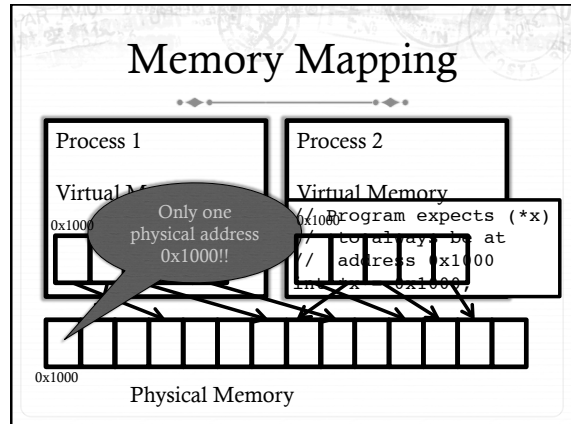 Memory Mapping
Process 1
Virtual M
0x1000
Only one
physical address
0x1000!!
Process 2
Virtual Memory
0x1000
// Program expects (*x)
// to always be at
// address 0x1000
int *x = 0x1000;
0x1000
Physical Memory